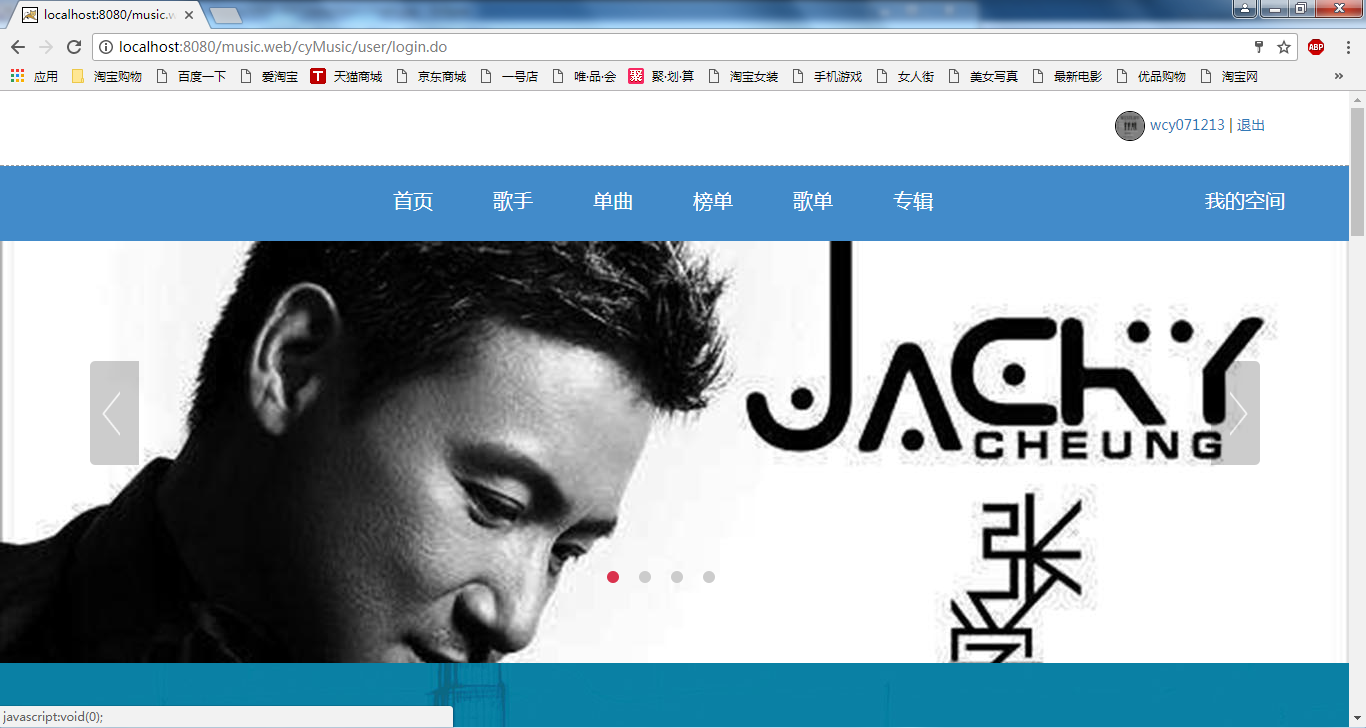 localhost:8080/music.w
localhost:8080/music.web/cyMusic/user/login.do
ABP
应用 淘宝购物 百度一下 爱淘宝 T 天猫商城 京东商城 一号店 唯·品·会 聚 聚·划·算 淘宝女装 手机游戏 女人街 美女写真 最新电影 优品购物 淘宝网 »
wcy071213 | 退出
首页 歌手 单曲 榜单 歌单 专辑 我的空间
JACKY
CHEUNG
张
javascript:void(0);